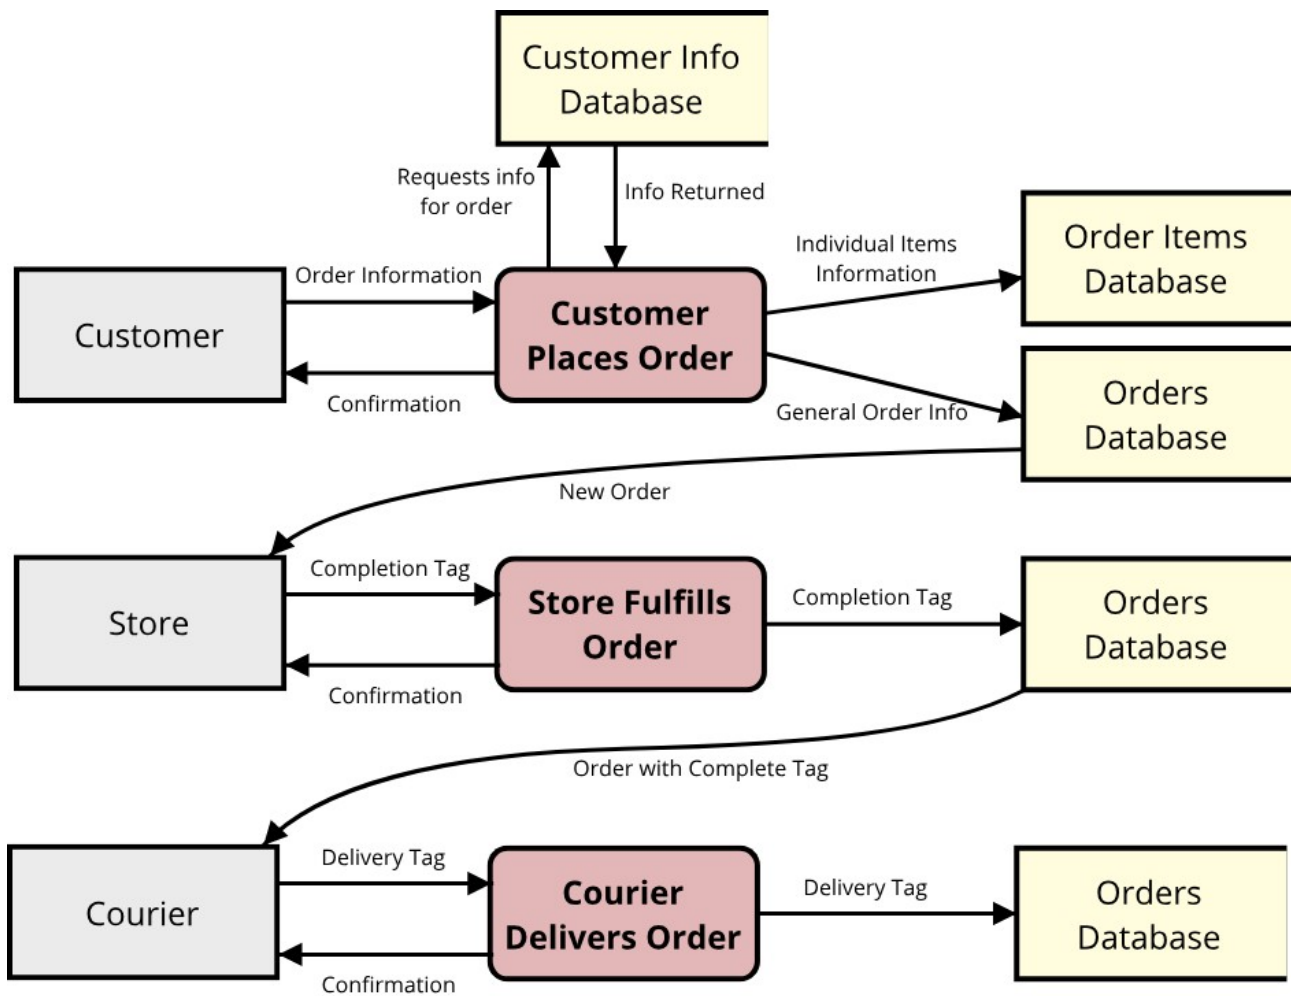 Customer Info
Database
Requests info
for order
Info Returned
Individual Items
Information
Order Items
Database
Order Information
Customer
Customer
Places Order
Confirmation
General Order Info
Orders
Database
New Order
Completion Tag
Store
Store Fulfills
Order
Completion Tag
Orders
Database
Confirmation
Order with Complete Tag
Delivery Tag
Courier
Courier
Delivers Order
Delivery Tag
Orders
Database
Confirmation